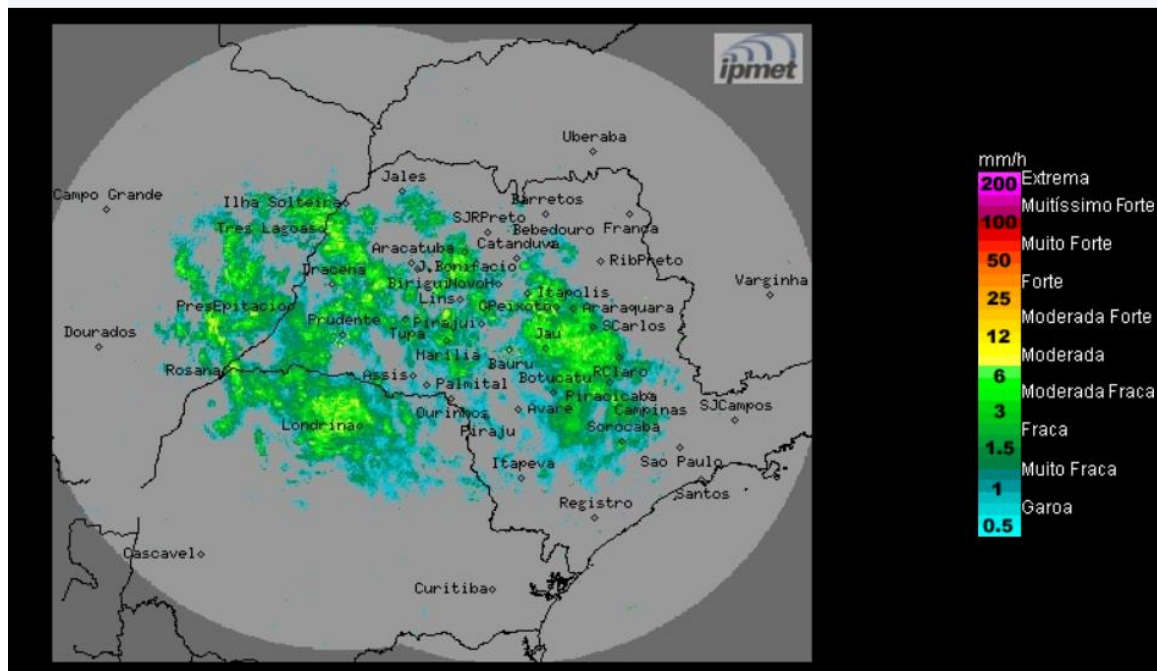 ipmet
Uberaba
Jales
Campo Grande
Ilha Solteira
Barretos
SJRPreto
Tres Lagoas
Bebedouro
Franca
Aracatuba
Catanduva
J.Bonifacio
RibPreto
Dracena
Varginha
Birigui
NovoH
Itapolis
Lins
GPeixoto
Araraquara
PresEpitacio
Prudente
Pirajui
SCarlos
Dourados
Tupa
Jau
Marilia
Bauru
Rosana
Assis
Botucatu
RClaro
Palmital
Piracicaba
Ourinhos
Avare
Campinas
SJCampos
Londrina
Piraju
Sorocaba
Itapeva
Sao Paulo
Santos
Registro
Cascavel
Curitiba
mm/h
200 Extrema
Muitíssimo Forte
100
Muito Forte
50
Forte
25
Moderada Forte
12
Moderada
6
Moderada Fraca
3
Fraca
1.5
Muito Fraca
1
Garoa
0.5